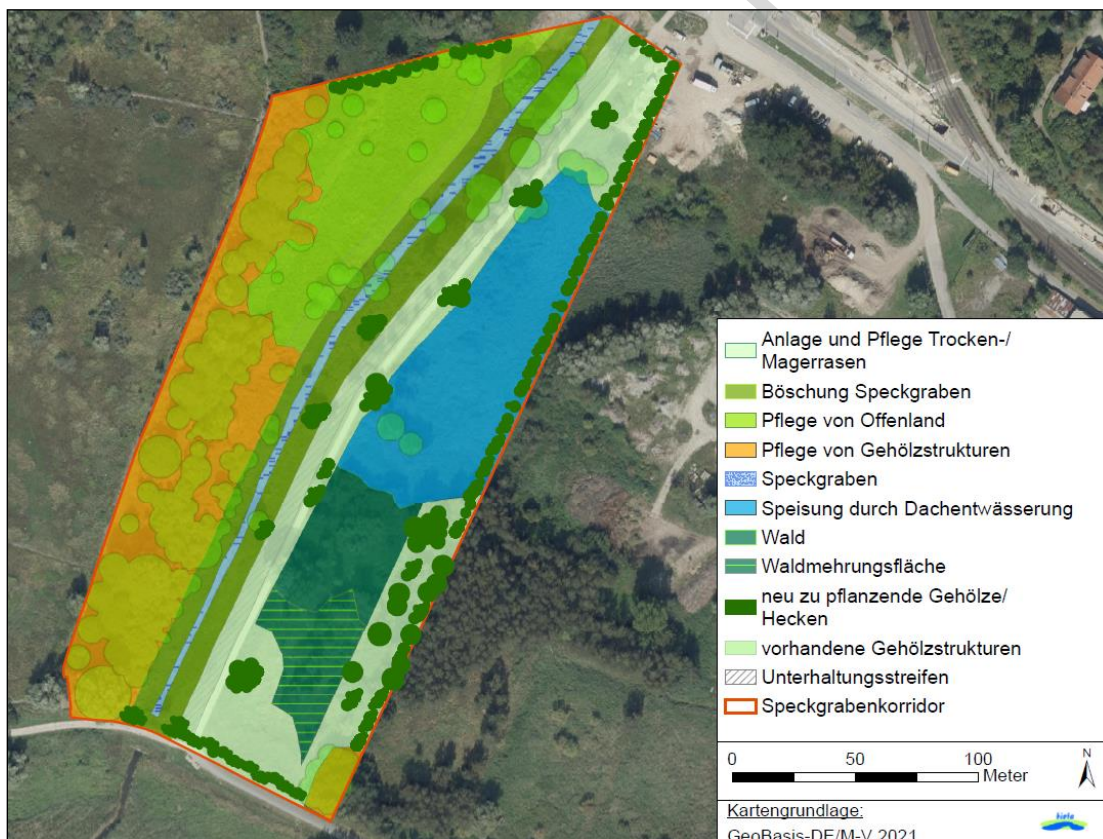 Anlage und Pflege Trocken-/
Magerrasen
Böschung Speckgraben
Pflege von Offenland
Pflege von Gehölzstrukturen
Speckgraben
Speisung durch Dachentwässerung
Wald
Waldmehrungsfläche
neu zu pflanzende Gehölze/
Hecken
vorhandene Gehölzstrukturen
Unterhaltungsstreifen
Speckgrabenkorridor
0 50 100
Meter
N
Kartengrundlage:
GeoBasis-DE/M-V 2021